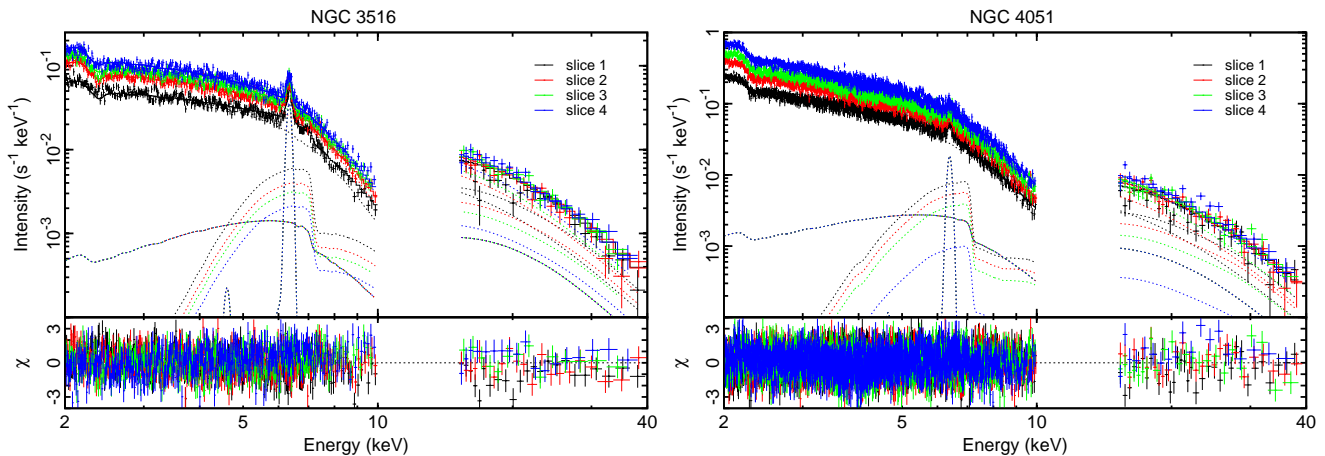 NGC 3516
Intensity (s⁻¹ keV⁻¹)
10⁻¹
10⁻²
10⁻³
slice 1
slice 2
slice 3
slice 4
χ
3
0
-3
2 5 10 20 40
Energy (keV)
NGC 4051
Intensity (s⁻¹ keV⁻¹)
1
10⁻¹
10⁻²
10⁻³
slice 1
slice 2
slice 3
slice 4
χ
3
0
-3
2 5 10 20 40
Energy (keV)